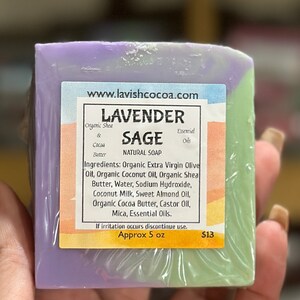 www.lavishcocoa.com
LAVENDER
SAGE
Organic Shea
&
Cocoa
Butter
Essential
Oils
NATURAL SOAP
Ingredients: Organic Extra Virgin Olive
Oil, Organic Coconut Oil, Organic Shea
Butter, Water, Sodium Hydroxide,
Coconut Milk, Sweet Almond Oil,
Organic Cocoa Butter, Castor Oil,
Mica, Essential Oils.
If irritation occurs discontinue use.
Approx 5 oz $13